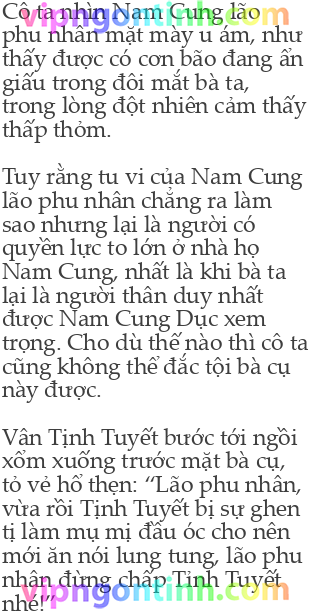 vipngontinh.com
Cô ta nhìn Nam Cung lão
phu nhân mặt mày u ám, như
thấy được có cơn bão đang ẩn
giấu trong đôi mắt bà ta,
trong lòng đột nhiên cảm thấy
thấp thỏm.
Tuy rằng tu vi của Nam Cung
lão phu nhân chẳng ra làm
sao nhưng lại là người có
quyền lực to lớn ở nhà họ
Nam Cung, nhất là khi bà ta
lại là người thân duy nhất
được Nam Cung Dục xem
trọng. Cho dù thế nào thì cô ta
cũng không thể đắc tội bà cụ
này được.
Vân Tịnh Tuyết bước tới ngồi
xổm xuống trước mặt bà cụ,
tỏ vẻ hổ thẹn: “Lão phu nhân,
vừa rồi Tịnh Tuyết bị sự ghen
tị làm mụ mị đầu óc cho nên
mới ăn nói lung tung, lão phu
nhân đừng chấp Tịnh Tuyết
nhé!”
vipngontinh.com